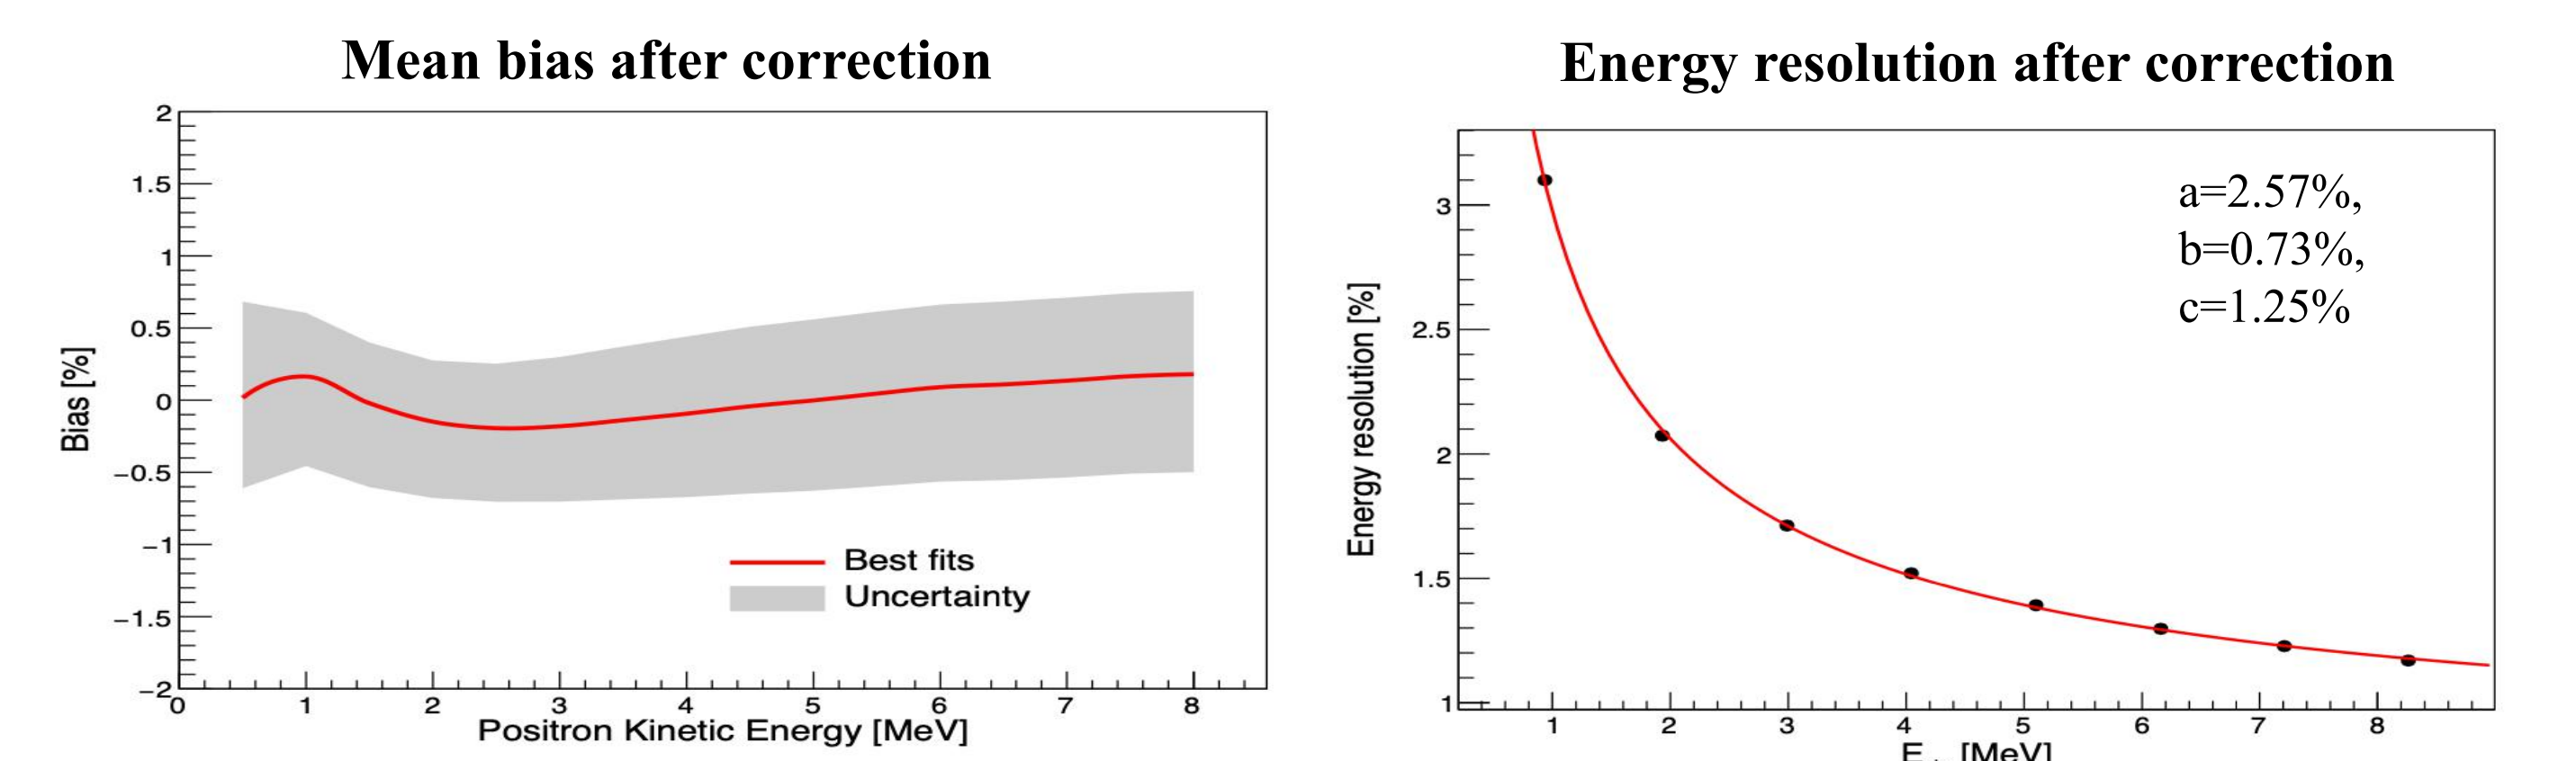 Mean bias after correction
2
1.5
1
0.5
0
−0.5
−1
−1.5
−2
Bias [%]
Best fits
Uncertainty
0 1 2 3 4 5 6 7 8
Positron Kinetic Energy [MeV]
Energy resolution after correction
3
2.5
2
1.5
1
Energy resolution [%]
a=2.57%,
b=0.73%,
c=1.25%
1 2 3 4 5 6 7 8
E [MeV]